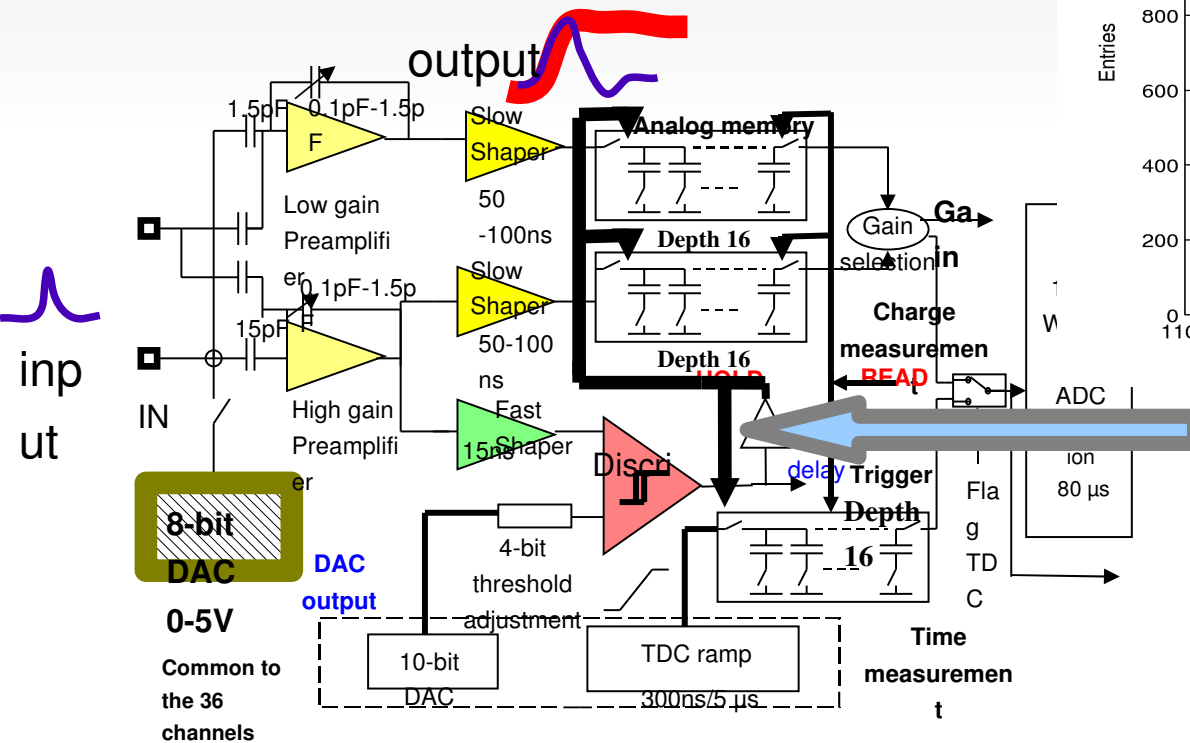 output
800
Entries
600
400
200
0
110
1.5pF
0.1pF-1.5p
F
Slow
Shaper
50
-100ns
Analog memory
Low gain
Preamplifi
er
Depth 16
Gain
selection
Ga
in
0.1pF-1.5p
F
15pF
Slow
Shaper
50-100
ns
Depth 16
Charge
measuremen
t
HOLD
READ
inp
ut
IN
High gain
Preamplifi
er
Fast
Shaper
15ns
Discri
delay
Trigger
Depth
16
ADC
80 µs
Fla
g
TD
C
8-bit
DAC
0-5V
Common to
the 36
channels
DAC
output
4-bit
threshold
adjustment
10-bit
DAC
TDC ramp
300ns/5 µs
Time
measuremen
t